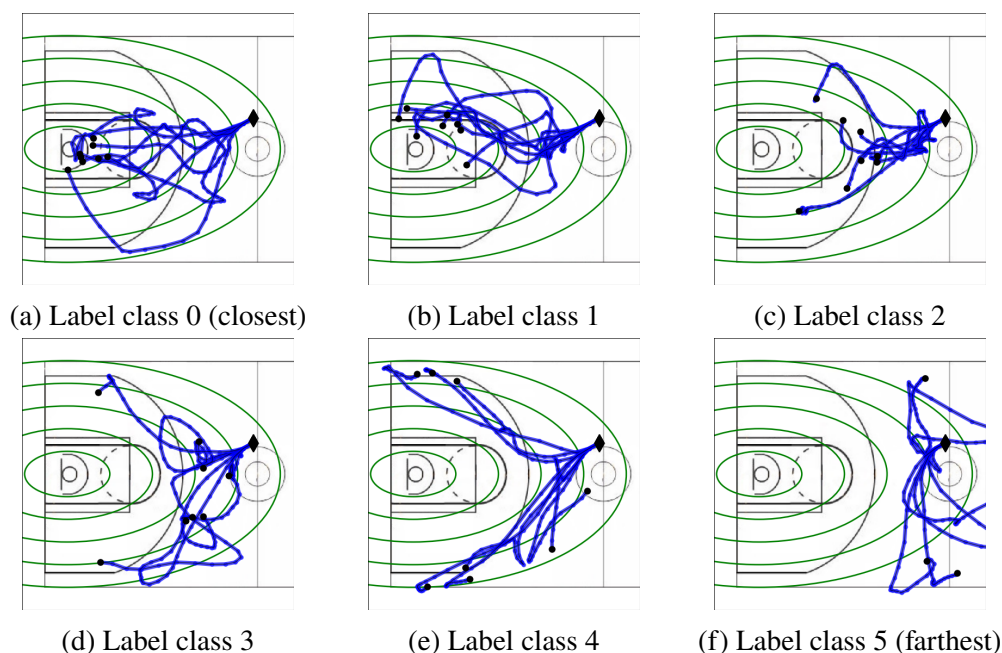 (a) Label class 0 (closest)
(b) Label class 1
(c) Label class 2
(d) Label class 3
(e) Label class 4
(f) Label class 5 (farthest)